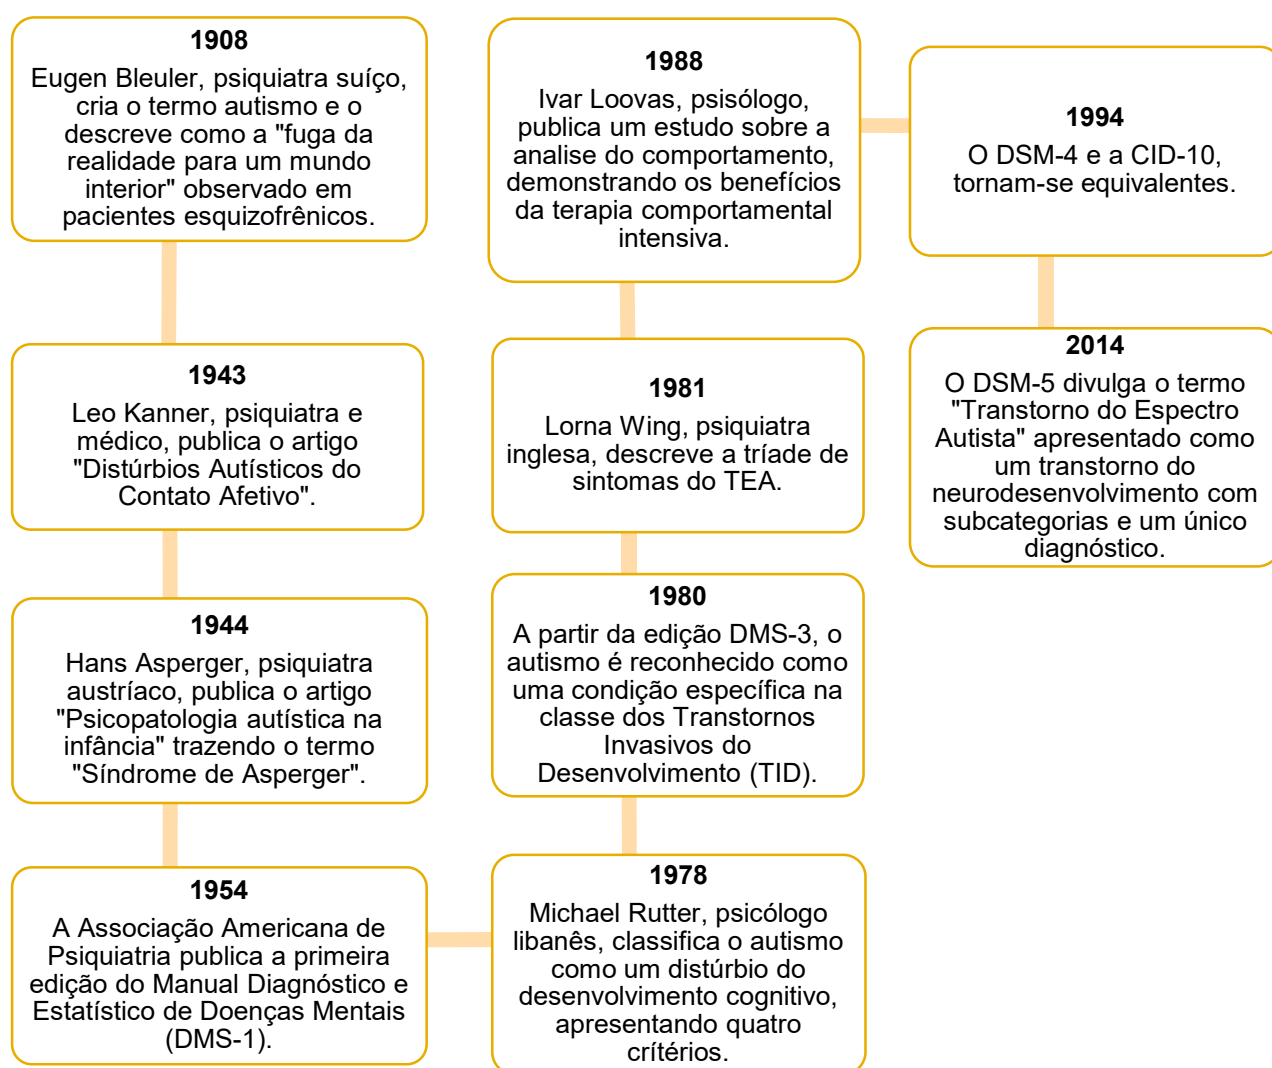 1908
Eugen Bleuler, psiquiatra suíço,
cria o termo autismo e o
descreve como a "fuga da
realidade para um mundo
interior" observado em
pacientes esquizofrênicos.
1943
Leo Kanner, psiquiatra e
médico, publica o artigo
"Distúrbios Autísticos do
Contato Afetivo".
1944
Hans Asperger, psiquiatra
austríaco, publica o artigo
"Psicopatologia autística na
infância" trazendo o termo
"Síndrome de Asperger".
1954
A Associação Americana de
Psiquiatria publica a primeira
edição do Manual Diagnóstico e
Estatístico de Doenças Mentais
(DMS-1).
1978
Michael Rutter, psicólogo
libanês, classifica o autismo
como um distúrbio do
desenvolvimento cognitivo,
apresentando quatro
crítérios.
1980
A partir da edição DMS-3, o
autismo é reconhecido como
uma condição específica na
classe dos Transtornos
Invasivos do
Desenvolvimento (TID).
1981
Lorna Wing, psiquiatra
inglesa, descreve a tríade de
sintomas do TEA.
1988
Ivar Loovas, psisólogo,
publica um estudo sobre a
analise do comportamento,
demonstrando os benefícios
da terapia comportamental
intensiva.
1994
O DSM-4 e a CID-10,
tornam-se equivalentes.
2014
O DSM-5 divulga o termo
"Transtorno do Espectro
Autista" apresentado como
um transtorno do
neurodesenvolvimento com
subcategorias e um único
diagnóstico.